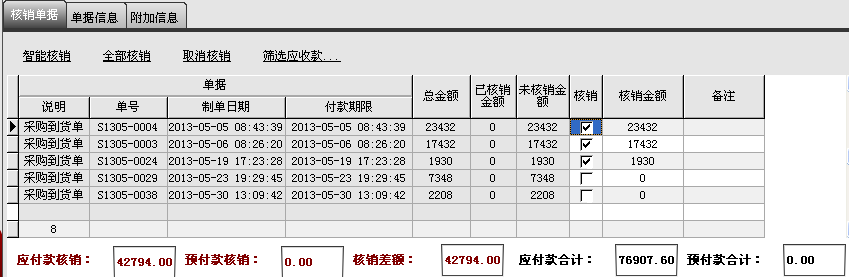 核销单据 单据信息 附加信息
智能核销 全部核销 取消核销 筛选应收款...
单据 总金额 已核销金额 未核销金额 核销 核销金额 备注
说明 单号 制单日期 付款期限
采购到货单 S1305-0004 2013-05-05 08:43:39 2013-05-05 08:43:39 23432 0 23432 23432
采购到货单 S1305-0003 2013-05-06 08:26:20 2013-05-06 08:26:20 17432 0 17432 17432
采购到货单 S1305-0024 2013-05-19 17:23:28 2013-05-19 17:23:28 1930 0 1930 1930
采购到货单 S1305-0029 2013-05-23 19:29:45 2013-05-23 19:29:45 7348 0 7348 0
采购到货单 S1305-0038 2013-05-30 13:09:42 2013-05-30 13:09:42 2208 0 2208 0
8
应付款核销： 42794.00 预付款核销： 0.00 核销差额： 42794.00 应付款合计： 76907.60 预付款合计： 0.00